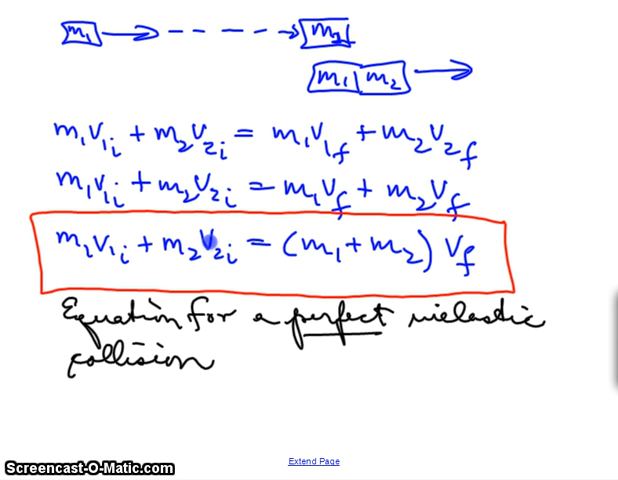 m₁ m₂
m₁ m₂
m₁v₁ᵢ + m₂v₂ᵢ = m₁v₁f + m₂v₂f
m₁v₁ᵢ + m₂v₂ᵢ = m₁vf + m₂vf
m₁v₁ᵢ + m₂v₂ᵢ = (m₁ + m₂) vf
Equation for a perfect inelastic
collision
Extend Page
Screencast-O-Matic.com